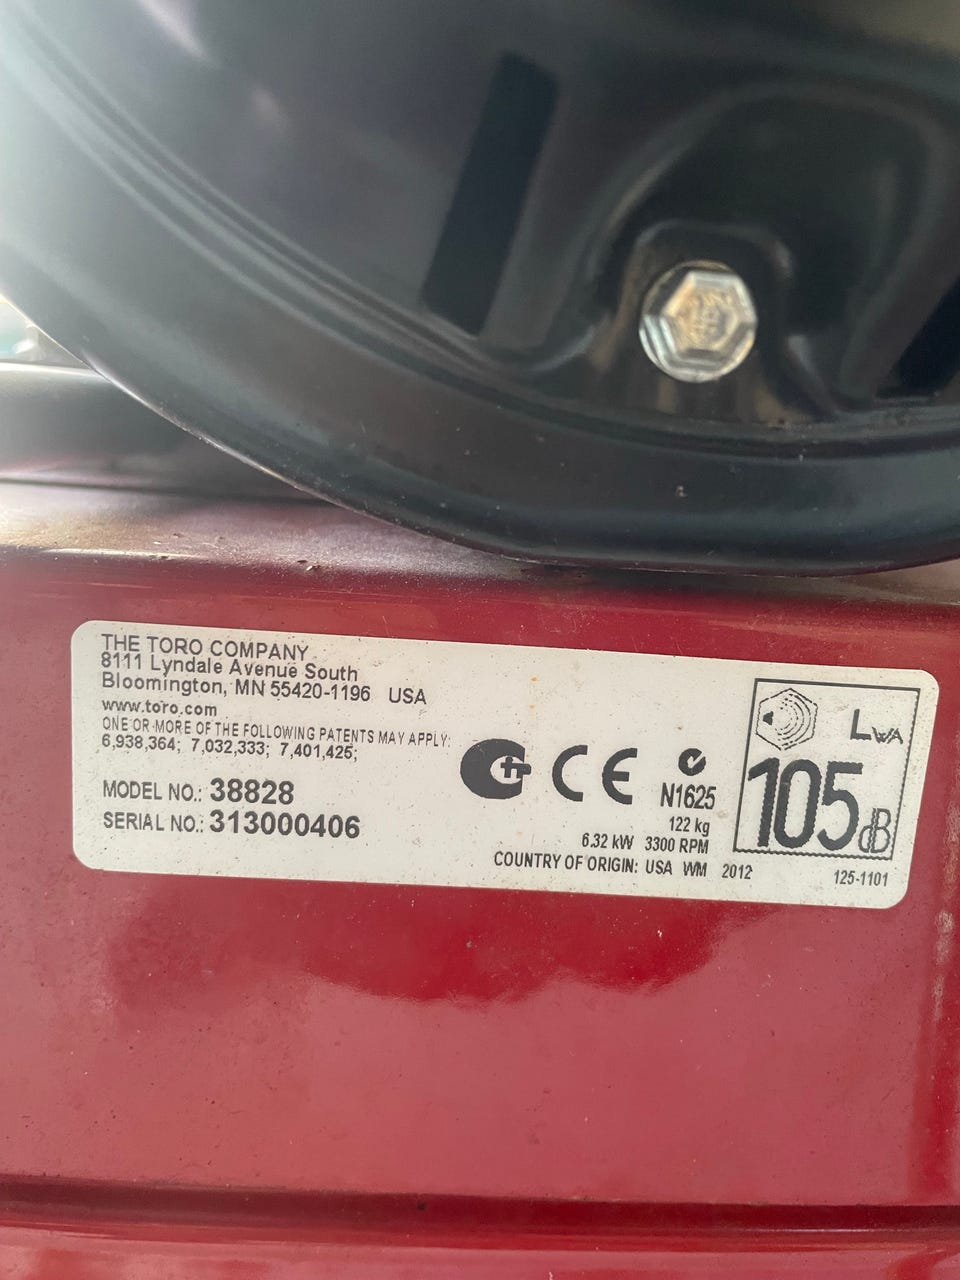 THE TORO COMPANY
8111 Lyndale Avenue South
Bloomington, MN 55420-1196 USA
www.toro.com
ONE OR MORE OF THE FOLLOWING PATENTS MAY APPLY:
6,938,364; 7,032,333; 7,401,425;
MODEL NO.: 38828
SERIAL NO.: 313000406
CE
N1625
122 kg
6.32 kW 3300 RPM
COUNTRY OF ORIGIN: USA WM 2012
LWA
105 dB
125-1101